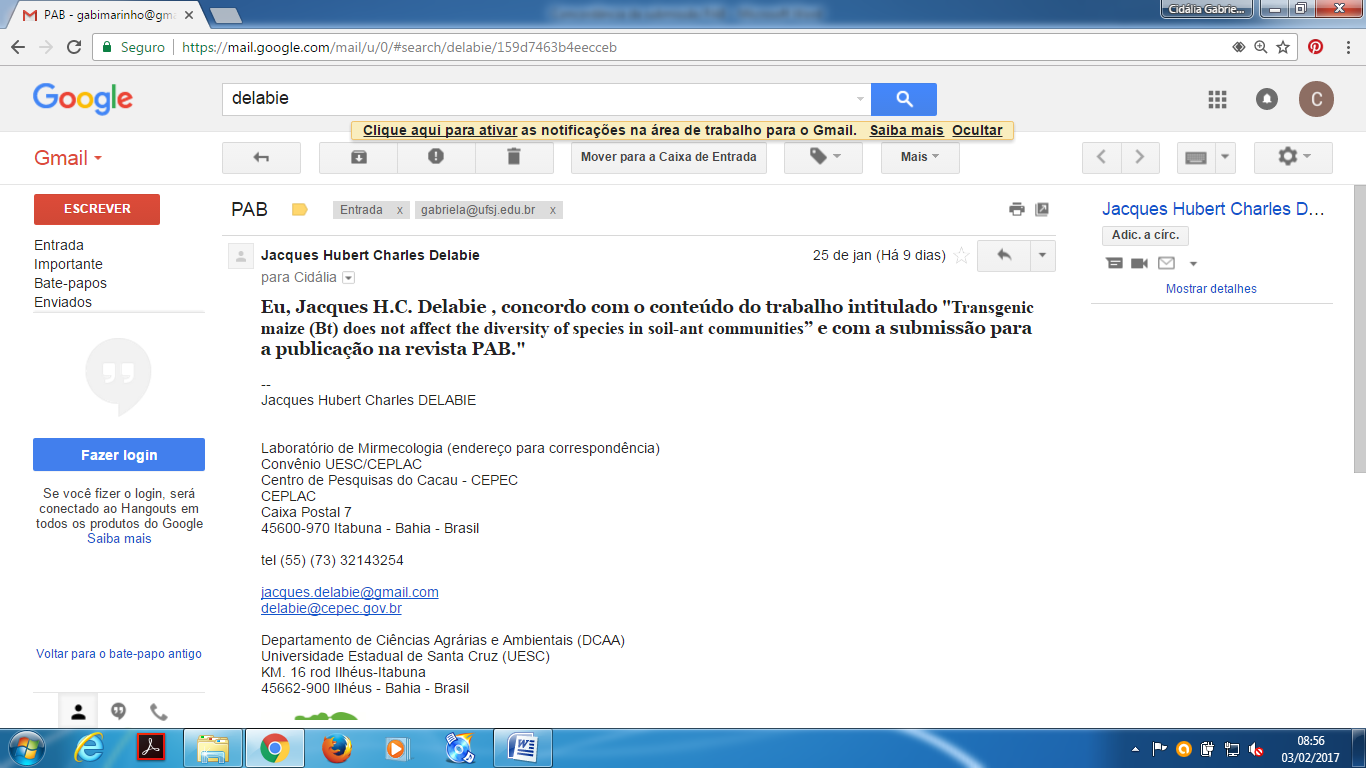 PAB - gabimarinho@gma
Cidália Gabrie...
Seguro https://mail.google.com/mail/u/0/#search/delabie/159d7463b4eecceb
Google
delabie
C
Clique aqui para ativar as notificações na área de trabalho para o Gmail. Saiba mais Ocultar
Gmail
Mover para a Caixa de Entrada
Mais
ESCREVER
Entrada
Importante
Bate-papos
Enviados
Fazer login
Se você fizer o login, será
conectado ao Hangouts em
todos os produtos do Google
Saiba mais
Voltar para o bate-papo antigo
PAB Entrada x gabriela@ufsj.edu.br x
Jacques Hubert Charles Delabie 25 de jan (Há 9 dias)
para Cidália
Eu, Jacques H.C. Delabie , concordo com o conteúdo do trabalho intitulado "Transgenic
maize (Bt) does not affect the diversity of species in soil-ant communities” e com a submissão para
a publicação na revista PAB."
--
Jacques Hubert Charles DELABIE
Laboratório de Mirmecologia (endereço para correspondência)
Convênio UESC/CEPLAC
Centro de Pesquisas do Cacau - CEPEC
CEPLAC
Caixa Postal 7
45600-970 Itabuna - Bahia - Brasil
tel (55) (73) 32143254
jacques.delabie@gmail.com
delabie@cepec.gov.br
Departamento de Ciências Agrárias e Ambientais (DCAA)
Universidade Estadual de Santa Cruz (UESC)
KM. 16 rod Ilhéus-Itabuna
45662-900 Ilhéus - Bahia - Brasil
Jacques Hubert Charles D...
Adic. a círc.
Mostrar detalhes
08:56
03/02/2017